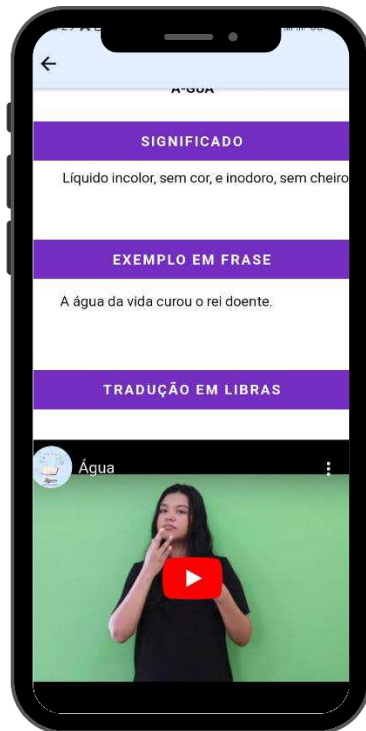 A-GUA
SIGNIFICADO
Líquido incolor, sem cor, e inodoro, sem cheiro
EXEMPLO EM FRASE
A água da vida curou o rei doente.
TRADUÇÃO EM LIBRAS
Água